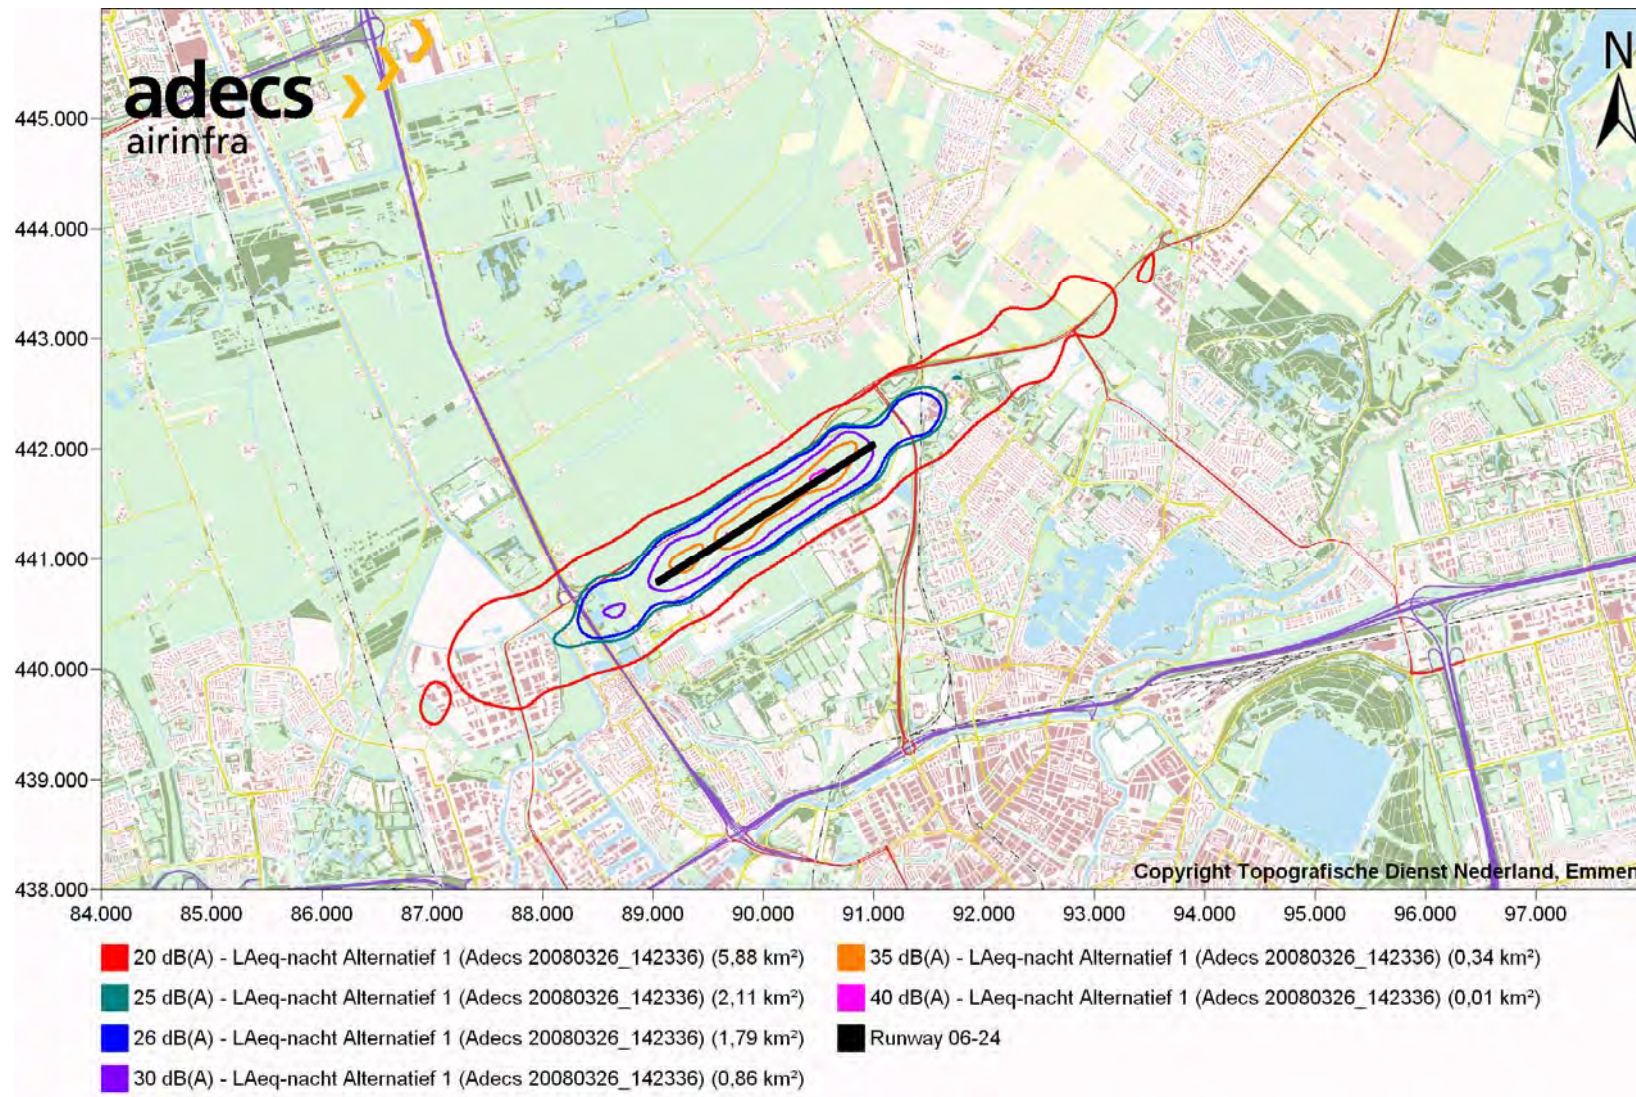 adecs
airinfra
N
445.000
444.000
443.000
442.000
441.000
440.000
439.000
438.000
Copyright Topografische Dienst Nederland, Emmen
84.000 85.000 86.000 87.000 88.000 89.000 90.000 91.000 92.000 93.000 94.000 95.000 96.000 97.000
20 dB(A) - LAeq-nacht Alternatief 1 (Adecs 20080326_142336) (5,88 km²)
25 dB(A) - LAeq-nacht Alternatief 1 (Adecs 20080326_142336) (2,11 km²)
26 dB(A) - LAeq-nacht Alternatief 1 (Adecs 20080326_142336) (1,79 km²)
30 dB(A) - LAeq-nacht Alternatief 1 (Adecs 20080326_142336) (0,86 km²)
35 dB(A) - LAeq-nacht Alternatief 1 (Adecs 20080326_142336) (0,34 km²)
40 dB(A) - LAeq-nacht Alternatief 1 (Adecs 20080326_142336) (0,01 km²)
Runway 06-24